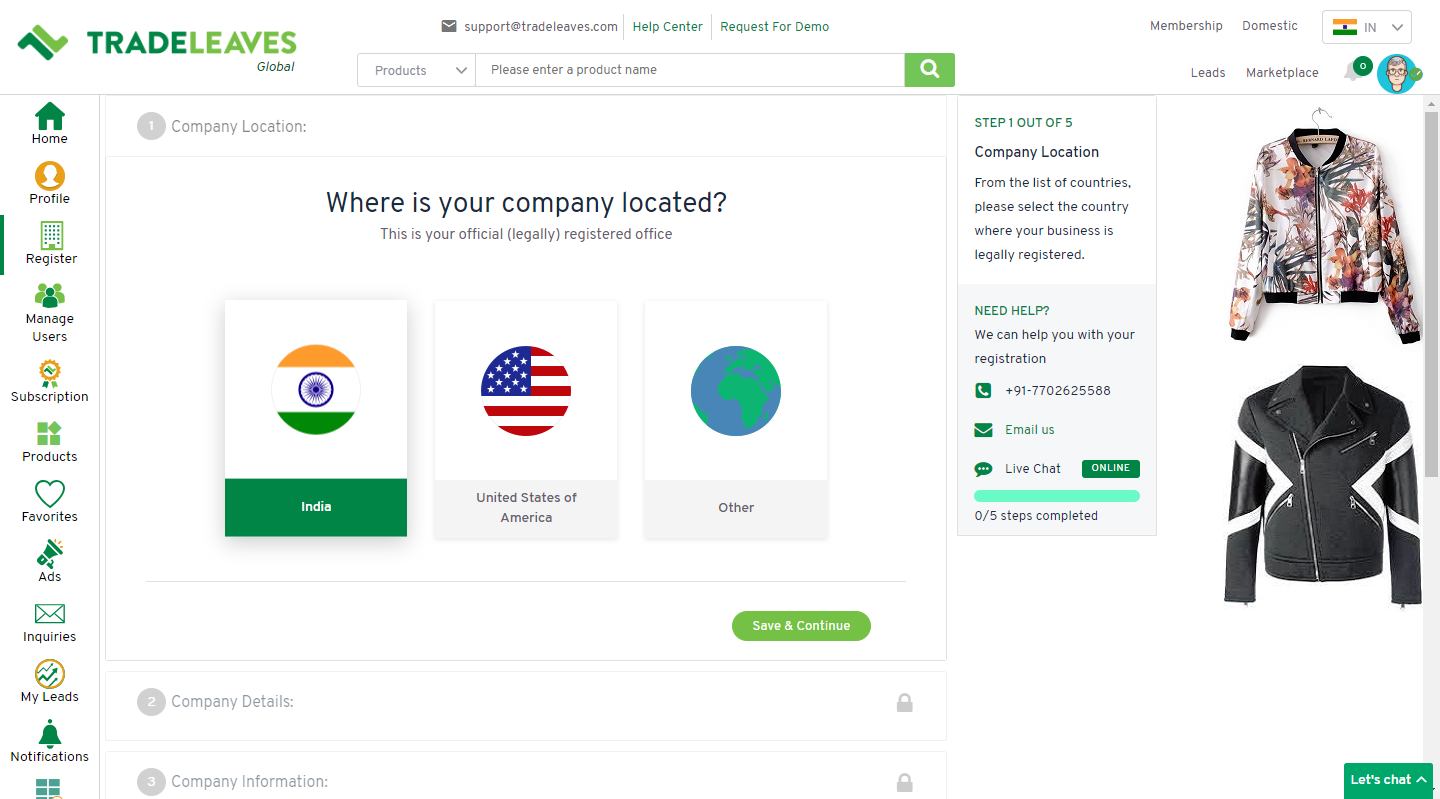 TRADELEAVES
Global
support@tradeleaves.com
Help Center
Request For Demo
Membership
Domestic
IN
Products
Please enter a product name
Leads
Marketplace
0
Home
Profile
Register
Manage
Users
Subscription
Products
Favorites
Ads
Inquiries
My Leads
Notifications
1 Company Location:
Where is your company located?
This is your official (legally) registered office
India
United States of
America
Other
Save & Continue
2 Company Details:
3 Company Information:
STEP 1 OUT OF 5
Company Location
From the list of countries,
please select the country
where your business is
legally registered.
NEED HELP?
We can help you with your
registration
+91-7702625588
Email us
Live Chat
ONLINE
0/5 steps completed
Let's chat